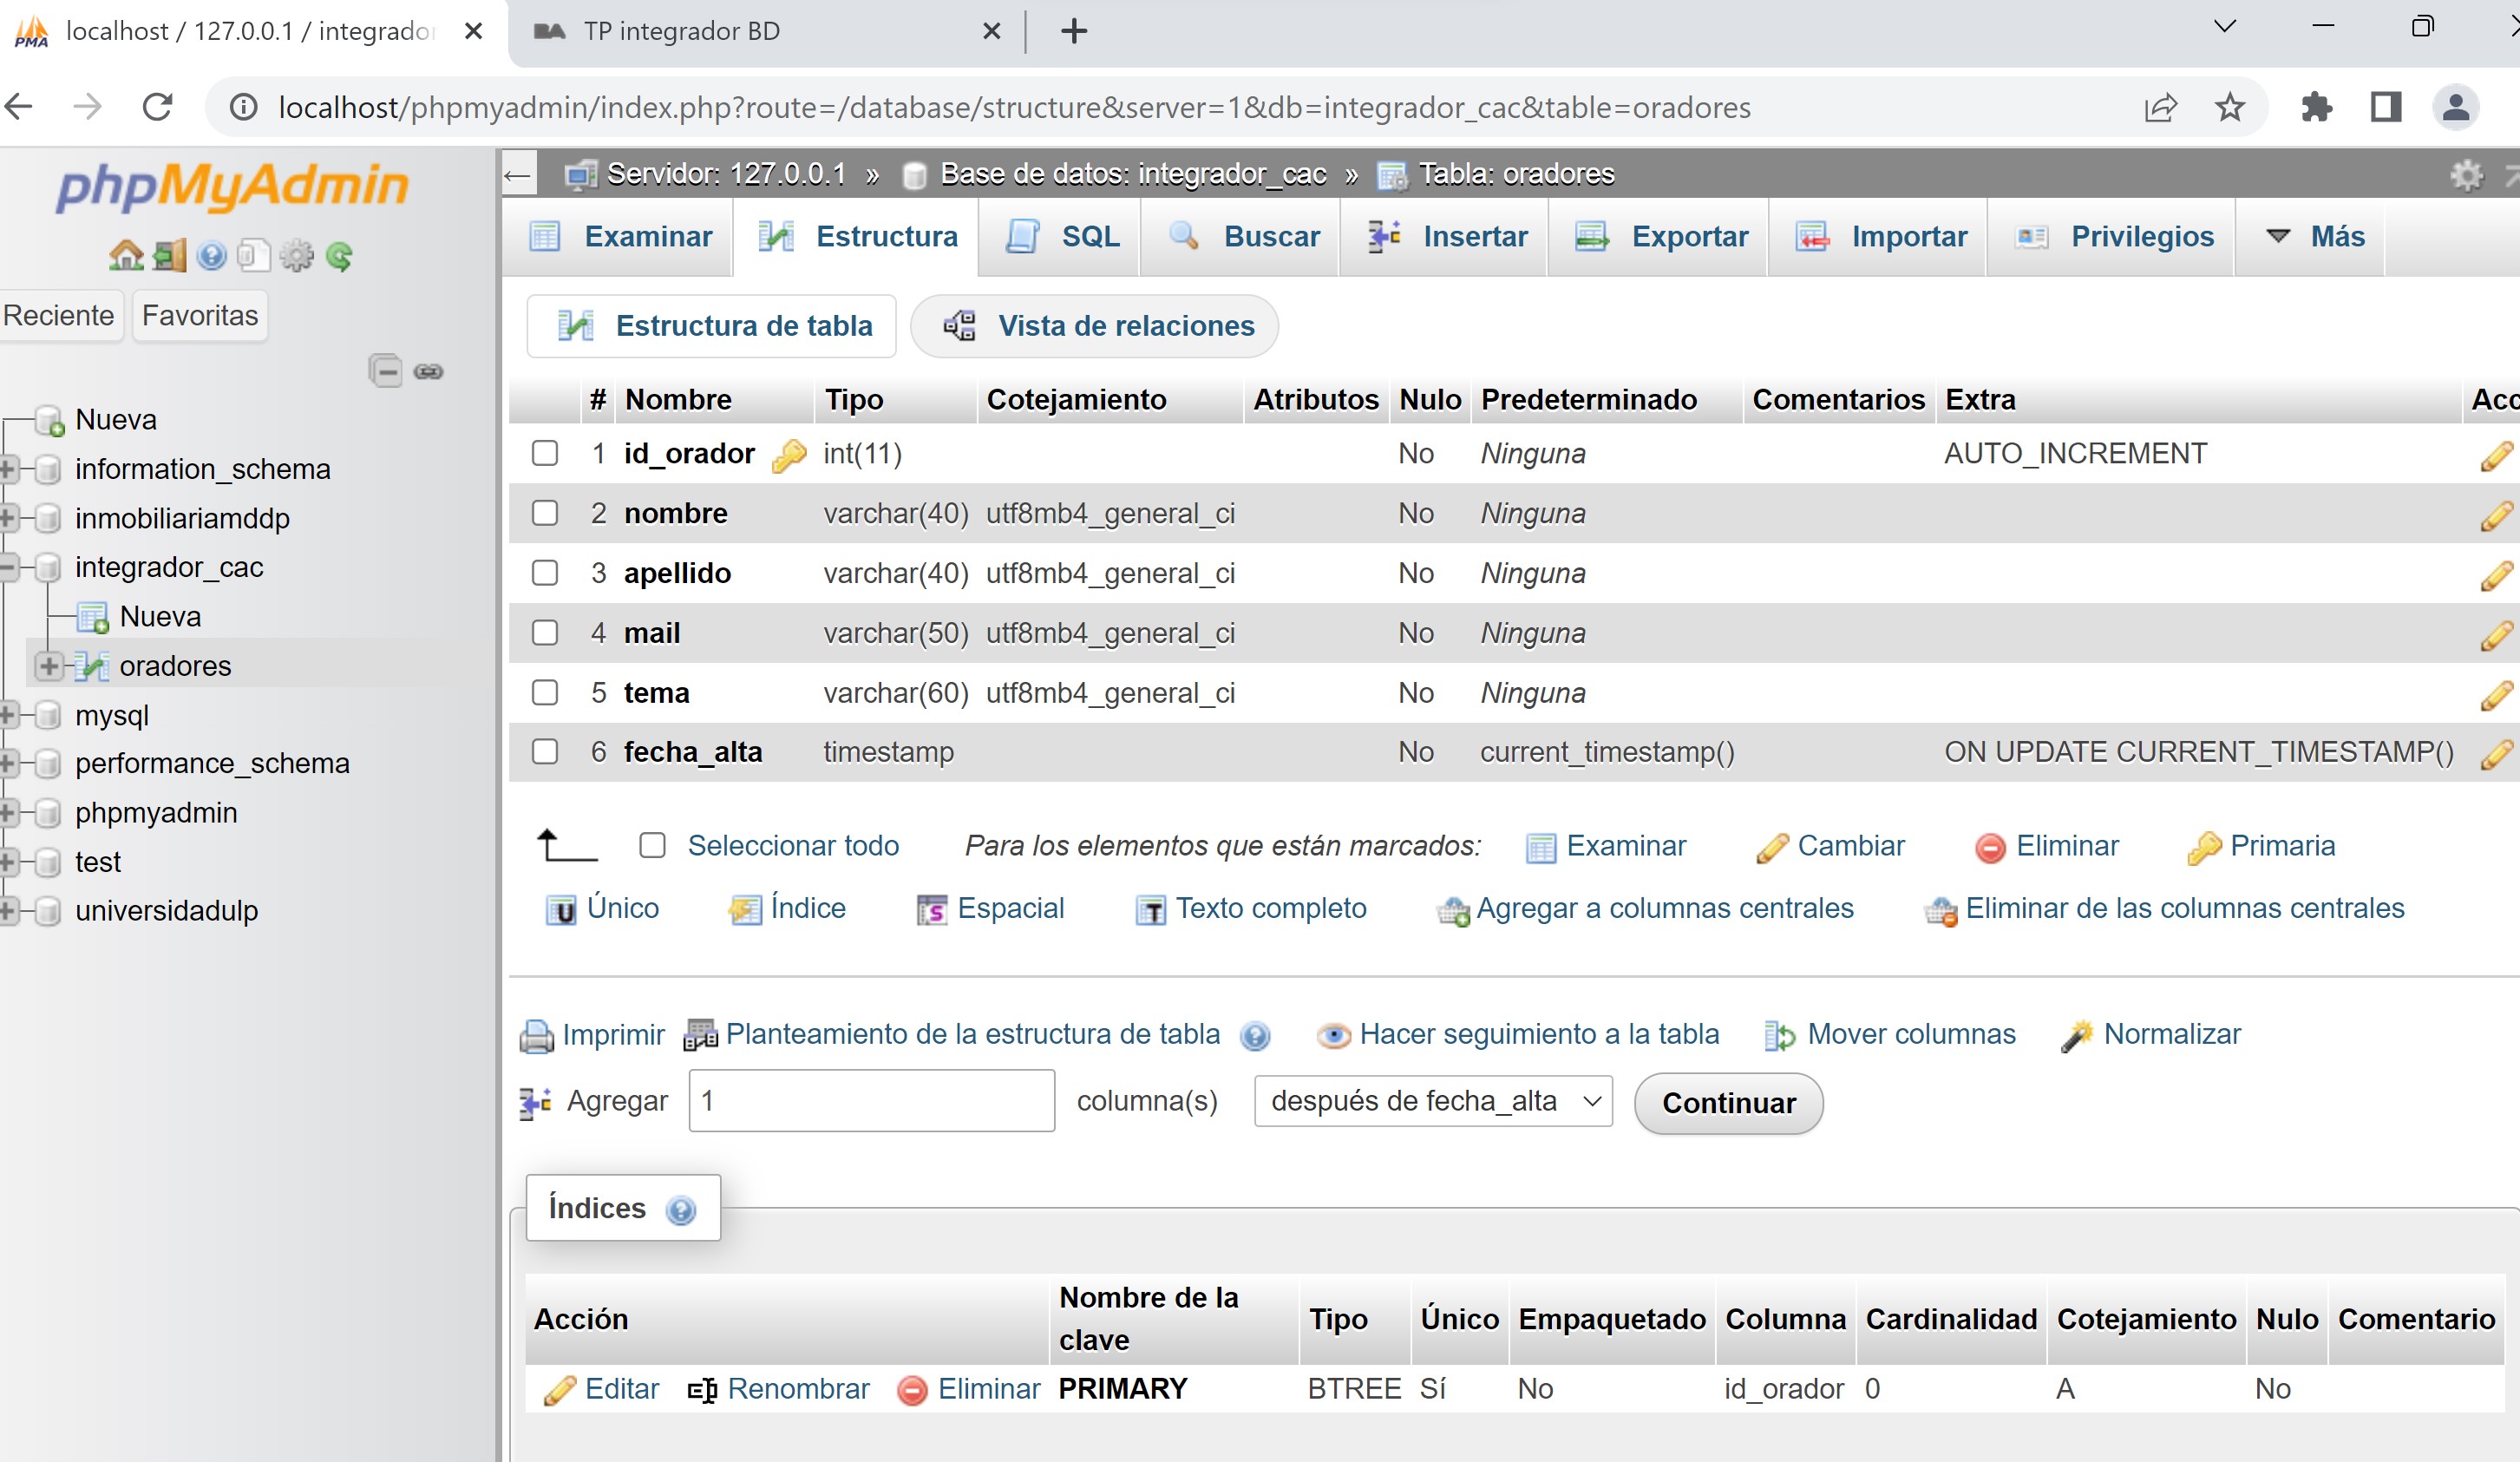 localhost / 127.0.0.1 / integrador
TP integrador BD
localhost/phpmyadmin/index.php?route=/database/structure&server=1&db=integrador_cac&table=oradores
phpMyAdmin
Reciente Favoritas
Nueva
information_schema
inmobiliariamddp
integrador_cac
Nueva
oradores
mysql
performance_schema
phpmyadmin
test
universidadulp
Servidor: 127.0.0.1 » Base de datos: integrador_cac » Tabla: oradores
Examinar Estructura SQL Buscar Insertar Exportar Importar Privilegios Más
Estructura de tabla Vista de relaciones
# Nombre Tipo Cotejamiento Atributos Nulo Predeterminado Comentarios Extra Acc
1 id_orador int(11) No Ninguna AUTO_INCREMENT
2 nombre varchar(40) utf8mb4_general_ci No Ninguna
3 apellido varchar(40) utf8mb4_general_ci No Ninguna
4 mail varchar(50) utf8mb4_general_ci No Ninguna
5 tema varchar(60) utf8mb4_general_ci No Ninguna
6 fecha_alta timestamp No current_timestamp() ON UPDATE CURRENT_TIMESTAMP()
Seleccionar todo Para los elementos que están marcados: Examinar Cambiar Eliminar Primaria
Único Índice Espacial Texto completo Agregar a columnas centrales Eliminar de las columnas centrales
Imprimir Planteamiento de la estructura de tabla Hacer seguimiento a la tabla Mover columnas Normalizar
Agregar 1 columna(s) después de fecha_alta Continuar
Índices
Acción Nombre de la clave Tipo Único Empaquetado Columna Cardinalidad Cotejamiento Nulo Comentario
Editar Renombrar Eliminar PRIMARY BTREE Sí No id_orador 0 A No